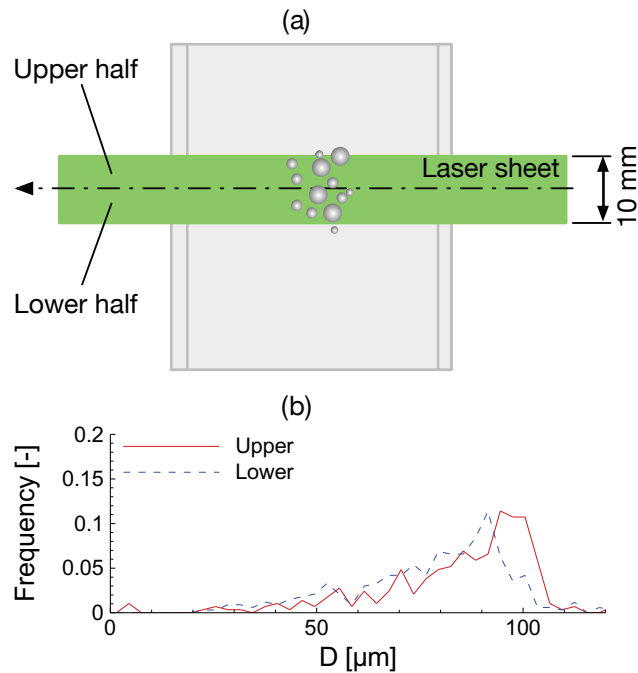 (a)
Upper half
Laser sheet
10 mm
Lower half
(b)
0.2
0.15
0.1
0.05
0
Frequency [-]
Upper
Lower
0
50
100
D [µm]